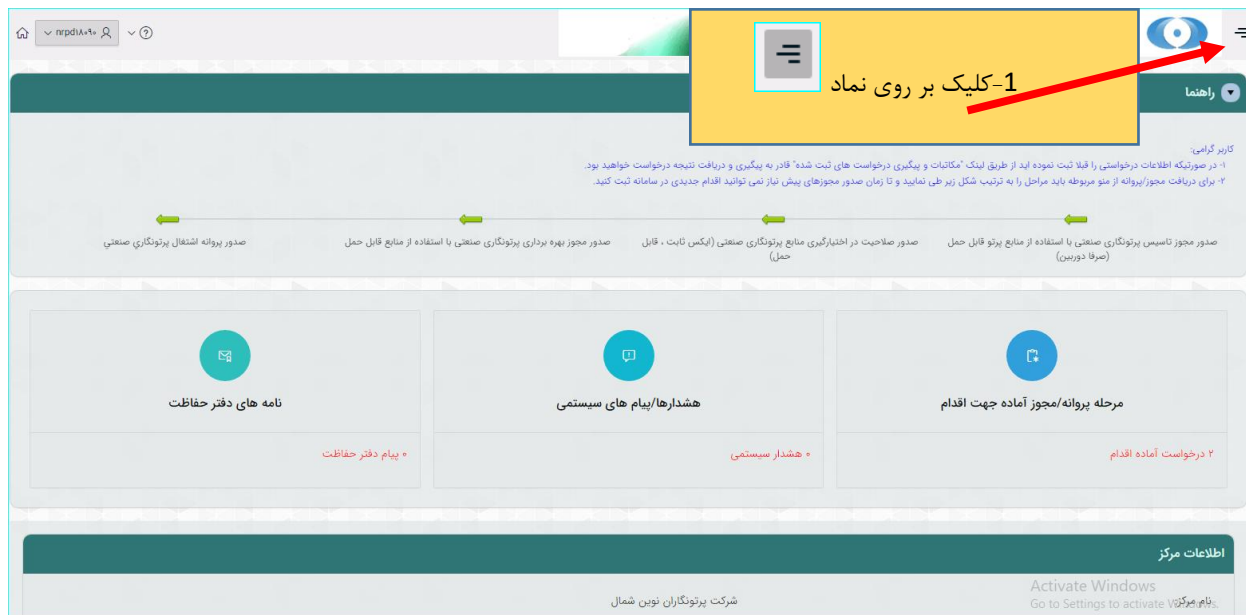 nrpd۱۸۰۹۰
1-کلیک بر روی نماد
راهنما
کاربر گرامی:
۱- در صورتیکه اطلاعات درخواستی را قبلا ثبت نموده اید از طریق لینک "مکاتبات و پیگیری درخواست های ثبت شده" قادر به پیگیری و دریافت نتیجه درخواست خواهید بود.
۲- برای دریافت مجوز/پروانه از منو مربوطه باید مراحل را به ترتیب شکل زیر طی نمایید و تا زمان صدور مجوزهای پیش نیاز نمی توانید اقدام جدیدی در سامانه ثبت کنید.
صدور مجوز تاسیس پرتونگاری صنعتی با استفاده از منابع پرتو قابل حمل
(صرفا دوربین)
صدور صلاحیت در اختیارگیری منابع پرتونگاری صنعتی (ایکس ثابت ، قابل
حمل)
صدور مجوز بهره برداری پرتونگاری صنعتی با استفاده از منابع قابل حمل
صدور پروانه اشتغال پرتونگاري صنعتي
مرحله پروانه/مجوز آماده جهت اقدام
هشدارها/پیام های سیستمی
نامه های دفتر حفاظت
۲ درخواست آماده اقدام
۰ هشدار سیستمی
۰ پیام دفتر حفاظت
اطلاعات مرکز
نام مرکز:
شرکت پرتونگاران نوین شمال
Activate Windows
Go to Settings to activate Windows.